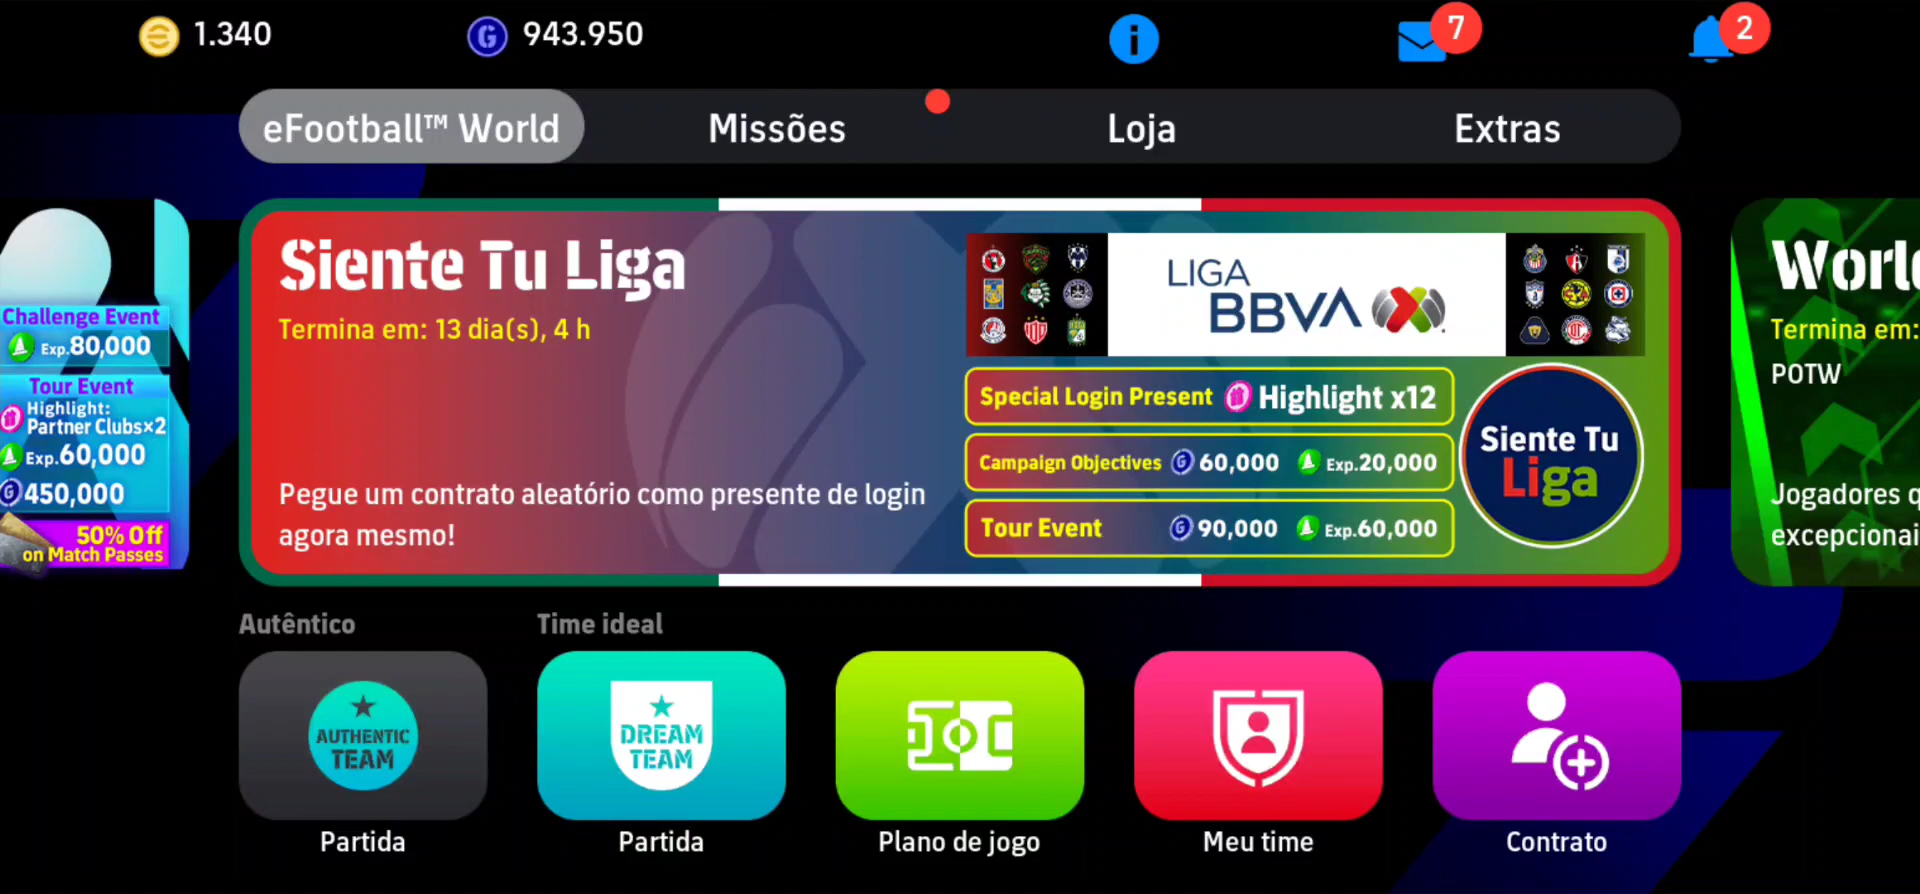 1.340
943.950
7
2
eFootball™ World
Missões
Loja
Extras
Challenge Event
Exp.80,000
Tour Event
Highlight:
Partner Clubs×2
Exp.60,000
450,000
50% Off
on Match Passes
Siente Tu Liga
Termina em: 13 dia(s), 4 h
Pegue um contrato aleatório como presente de login
agora mesmo!
LIGA
BBVA
Special Login Present Highlight x12
Campaign Objectives 60,000 Exp.20,000
Tour Event 90,000 Exp.60,000
Siente Tu
Liga
Termina em:
POTW
Jogadores
Autêntico
Time ideal
AUTHENTIC
TEAM
DREAM
TEAM
Partida
Partida
Plano de jogo
Meu time
Contrato